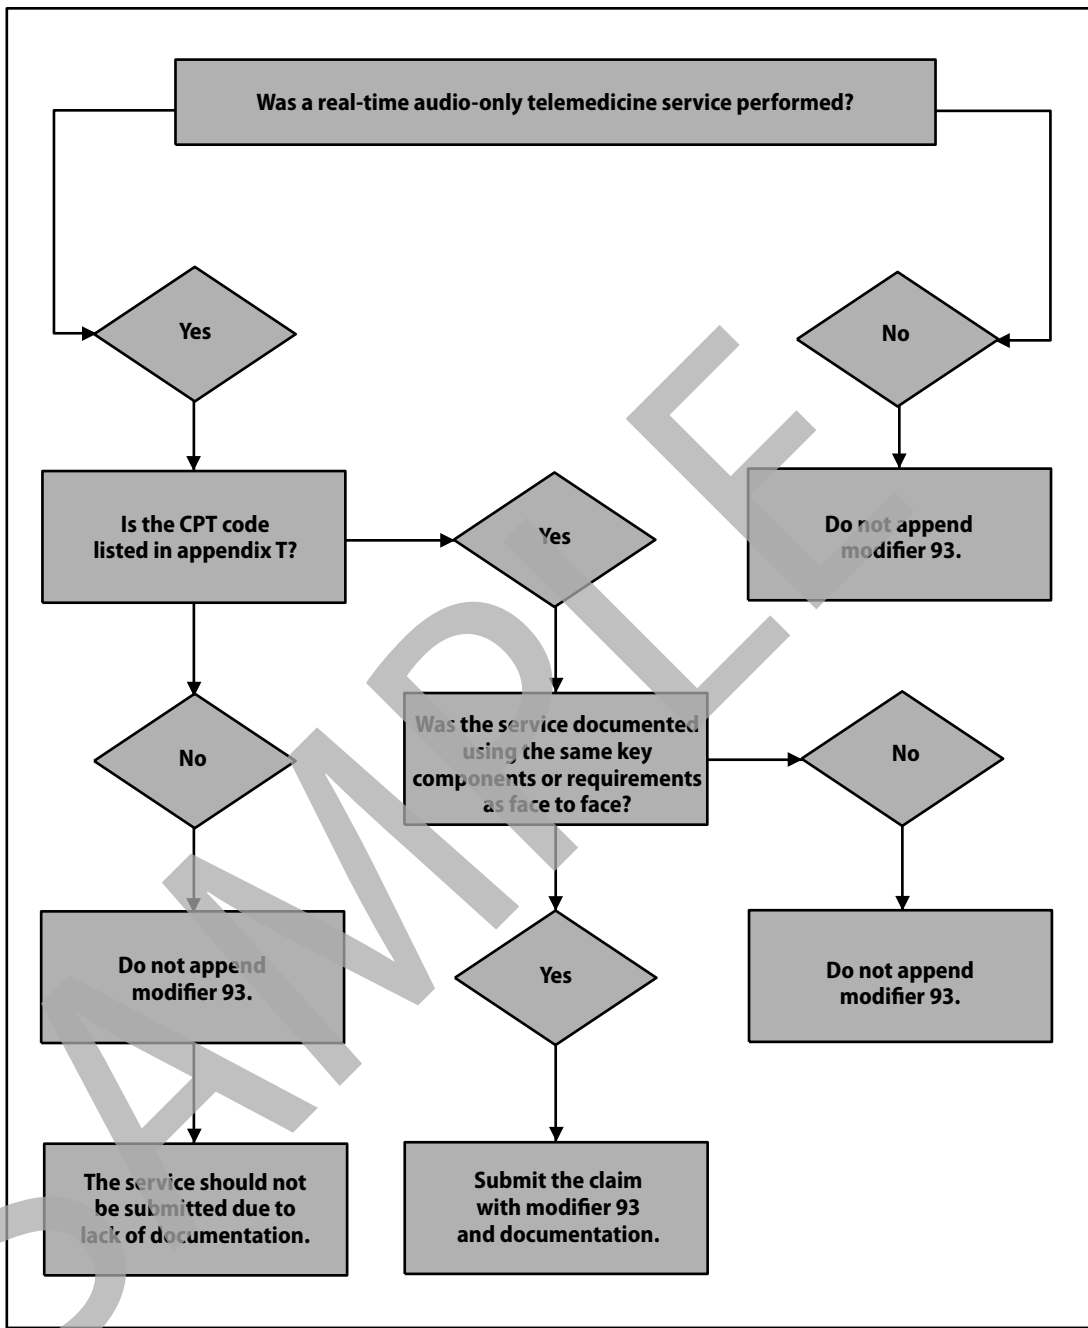 Was a real-time audio-only telemedicine service performed?
Yes
No
Is the CPT code
listed in appendix T?
Yes
Do not append
modifier 93.
No
Was the service documented
using the same key
components or requirements
as face to face?
No
Do not append
modifier 93.
Yes
Do not append
modifier 93.
The service should not
be submitted due to
lack of documentation.
Submit the claim
with modifier 93
and documentation.
SAMPLE